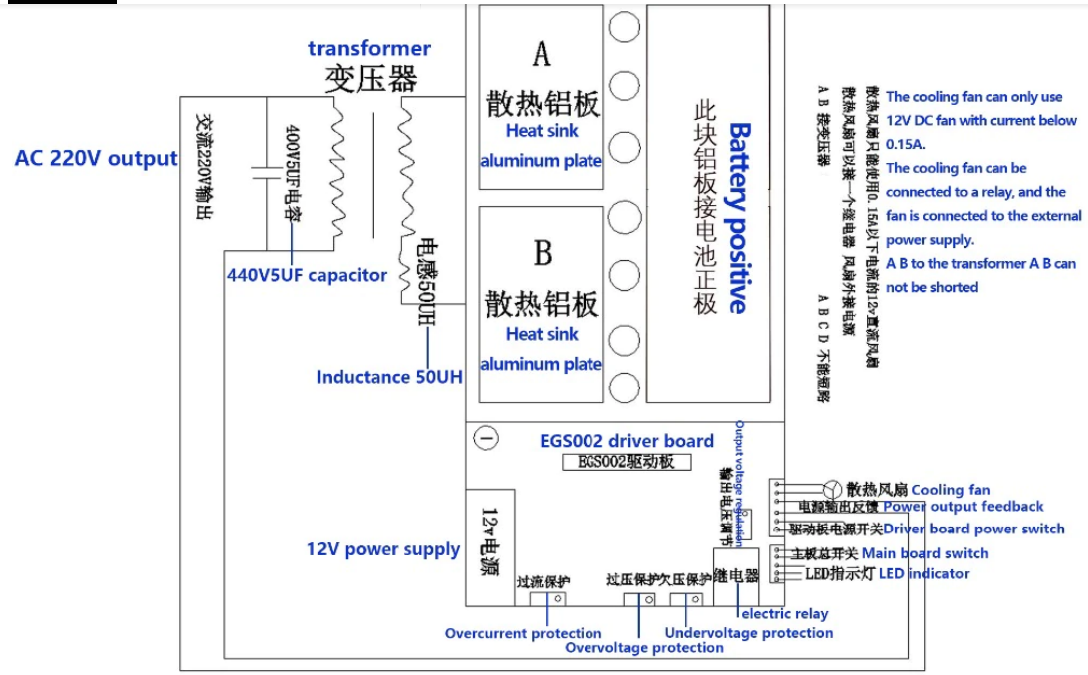 transformer
变压器
AC 220V output
交流220V输出
400V5UF电容
440V5UF capacitor
电感50UH
Inductance 50UH
A
散热铝板
Heat sink
aluminum plate
B
散热铝板
Heat sink
aluminum plate
此块铝板接电池正极
Battery positive
A B 接变压器
A B C D 不能短路
散热风扇可以接一个继电器 风扇外接电源
散热风扇只能使用0.15A以下电流的12v直流风扇
The cooling fan can only use
12V DC fan with current below
0.15A.
The cooling fan can be
connected to a relay, and the
fan is connected to the external
power supply.
A B to the transformer A B can
not be shorted
EGS002 driver board
EGS002驱动板
Output voltage regulation
输出电压调节
散热风扇 Cooling fan
电源输出反馈 Power output feedback
驱动板电源开关Driver board power switch
主板总开关 Main board switch
LED指示灯 LED indicator
12V power supply
12v电源
过流保护
过压保护
欠压保护
继电器
electric relay
Overcurrent protection
Undervoltage protection
Overvoltage protection